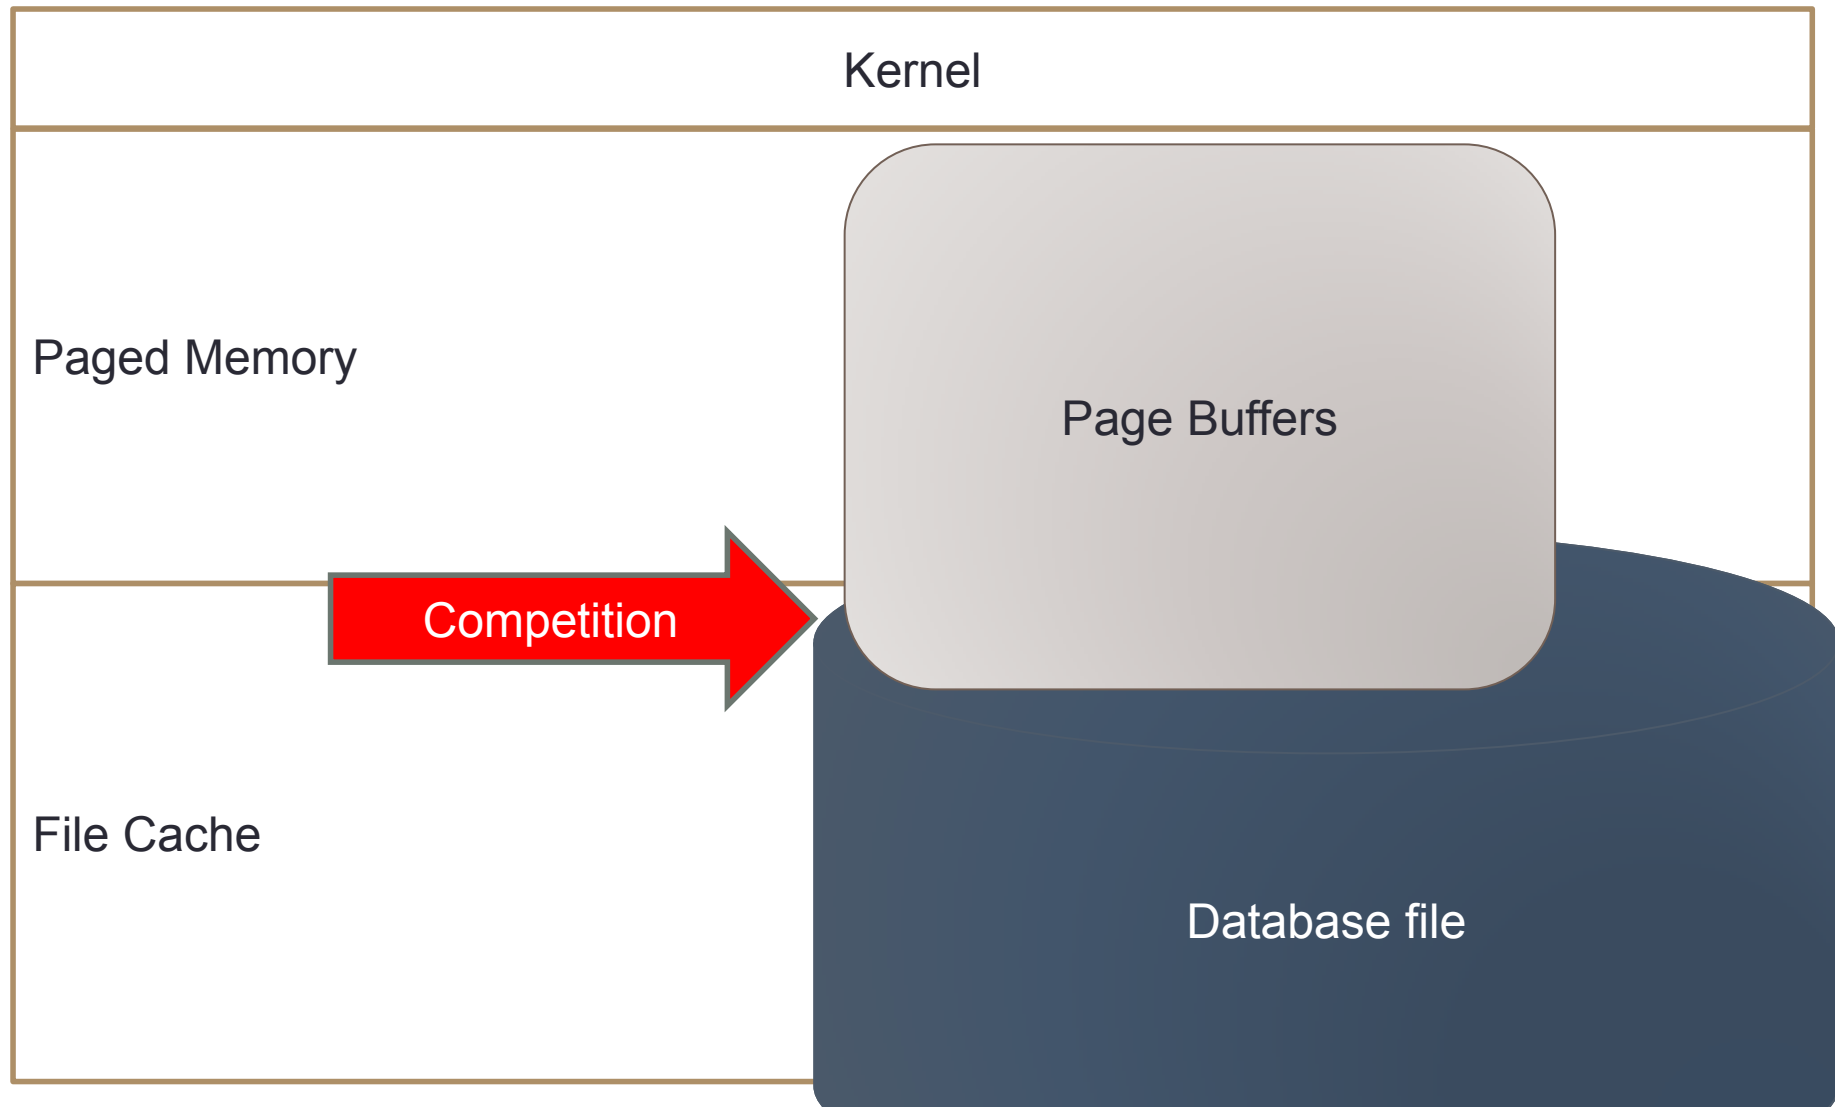 Kernel
Paged Memory
Page Buffers
Competition
File Cache
Database file